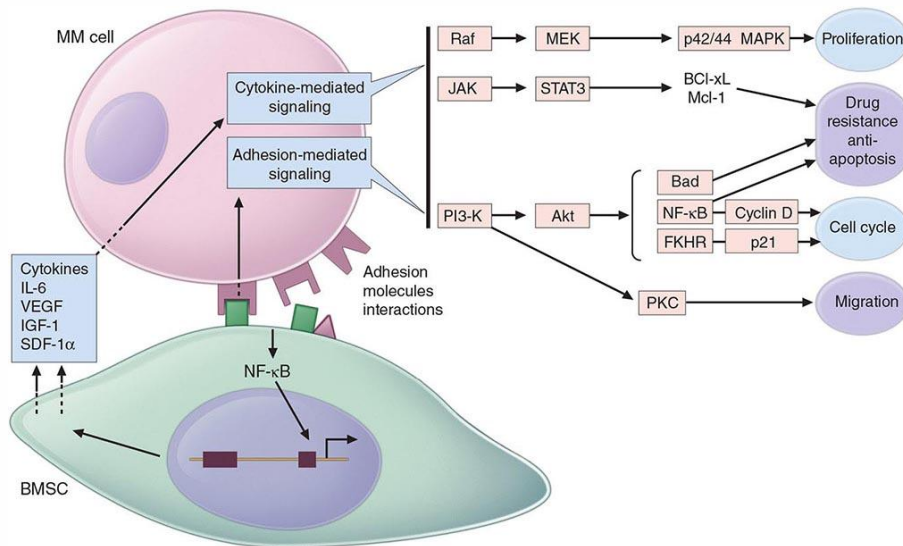 MM cell
Cytokine-mediated
signaling
Adhesion-mediated
signaling
Raf
MEK
p42/44 MAPK
Proliferation
JAK
STAT3
BCl-xL
Mcl-1
Drug
resistance
anti-
apoptosis
PI3-K
Akt
Bad
NF-κB
Cyclin D
FKHR
p21
Cell cycle
PKC
Migration
Adhesion
molecules
interactions
Cytokines
IL-6
VEGF
IGF-1
SDF-1α
NF-κB
BMSC